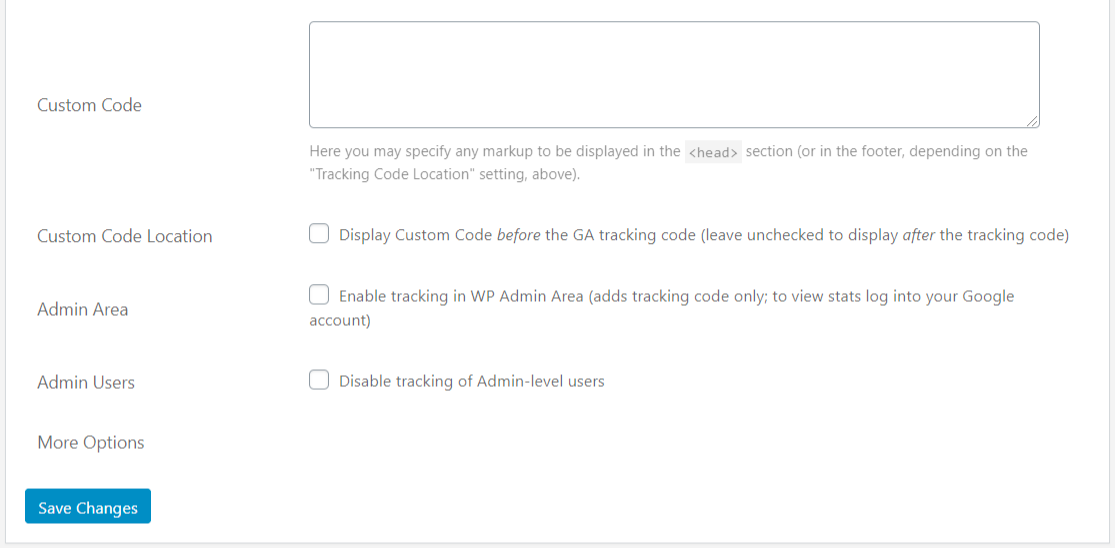 Custom Code
Here you may specify any markup to be displayed in the <head> section (or in the footer, depending on the
"Tracking Code Location" setting, above).
Custom Code Location
Display Custom Code before the GA tracking code (leave unchecked to display after the tracking code)
Admin Area
Enable tracking in WP Admin Area (adds tracking code only; to view stats log into your Google
account)
Admin Users
Disable tracking of Admin-level users
More Options
Save Changes